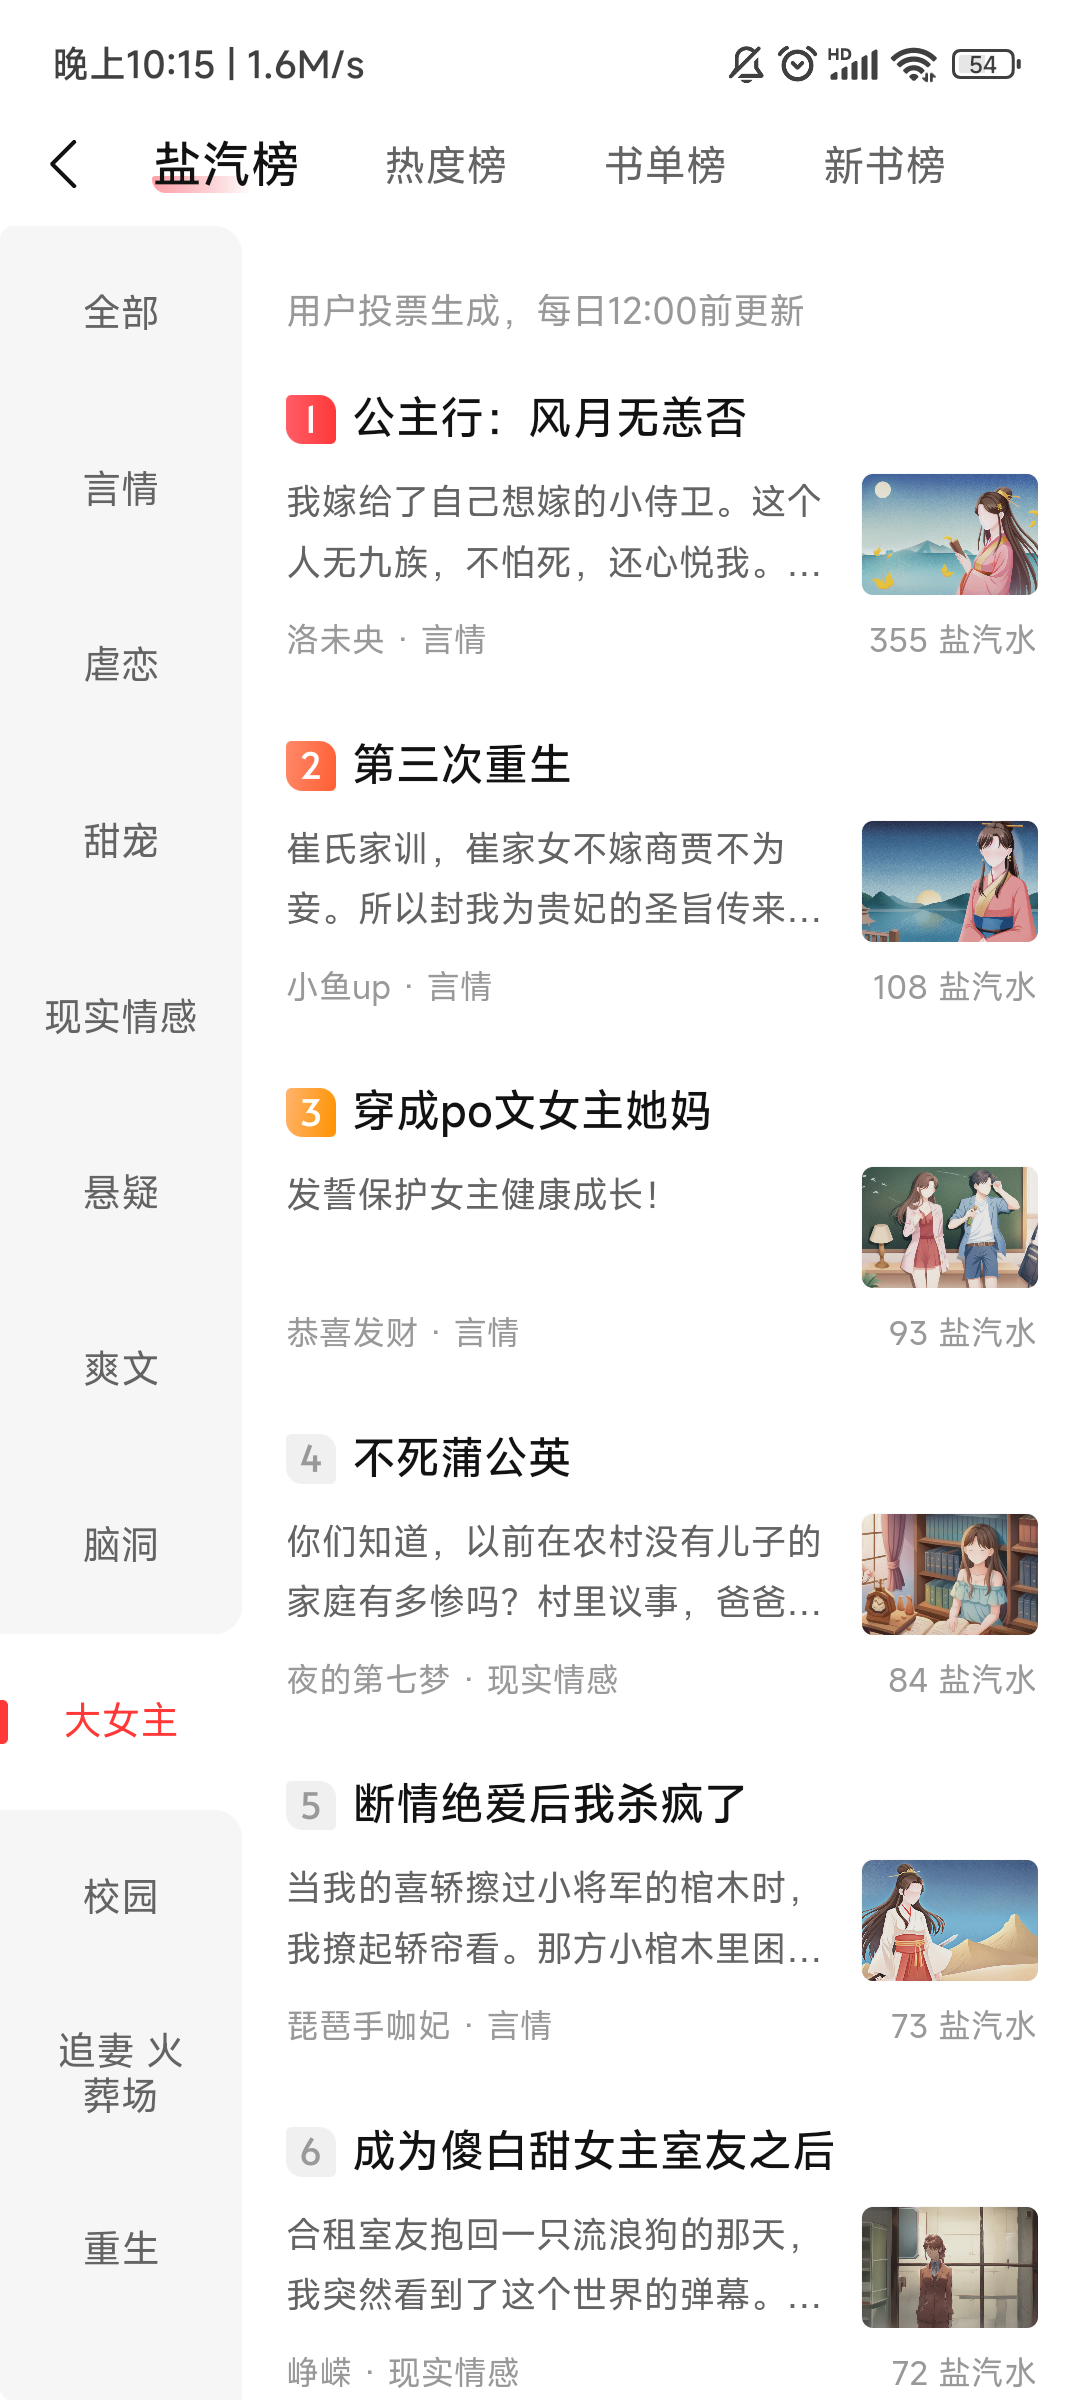 晚上10:15 | 1.6M/s
HD
54
盐汽榜 热度榜 书单榜 新书榜
全部
言情
虐恋
甜宠
现实情感
悬疑
爽文
脑洞
大女主
校园
追妻 火
葬场
重生
用户投票生成，每日12:00前更新
1 公主行：风月无恙否
我嫁给了自己想嫁的小侍卫。这个
人无九族，不怕死，还心悦我。...
洛未央 · 言情
355 盐汽水
2 第三次重生
崔氏家训，崔家女不嫁商贾不为
妾。所以封我为贵妃的圣旨传来...
小鱼up · 言情
108 盐汽水
3 穿成po文女主她妈
发誓保护女主健康成长！
恭喜发财 · 言情
93 盐汽水
4 不死蒲公英
你们知道，以前在农村没有儿子的
家庭有多惨吗？村里议事，爸爸...
夜的第七梦 · 现实情感
84 盐汽水
5 断情绝爱后我杀疯了
当我的喜轿擦过小将军的棺木时，
我撩起轿帘看。那方小棺木里困...
琵琶手咖妃 · 言情
73 盐汽水
6 成为傻白甜女主室友之后
合租室友抱回一只流浪狗的那天，
我突然看到了这个世界的弹幕。...
峥嵘 · 现实情感
72 盐汽水